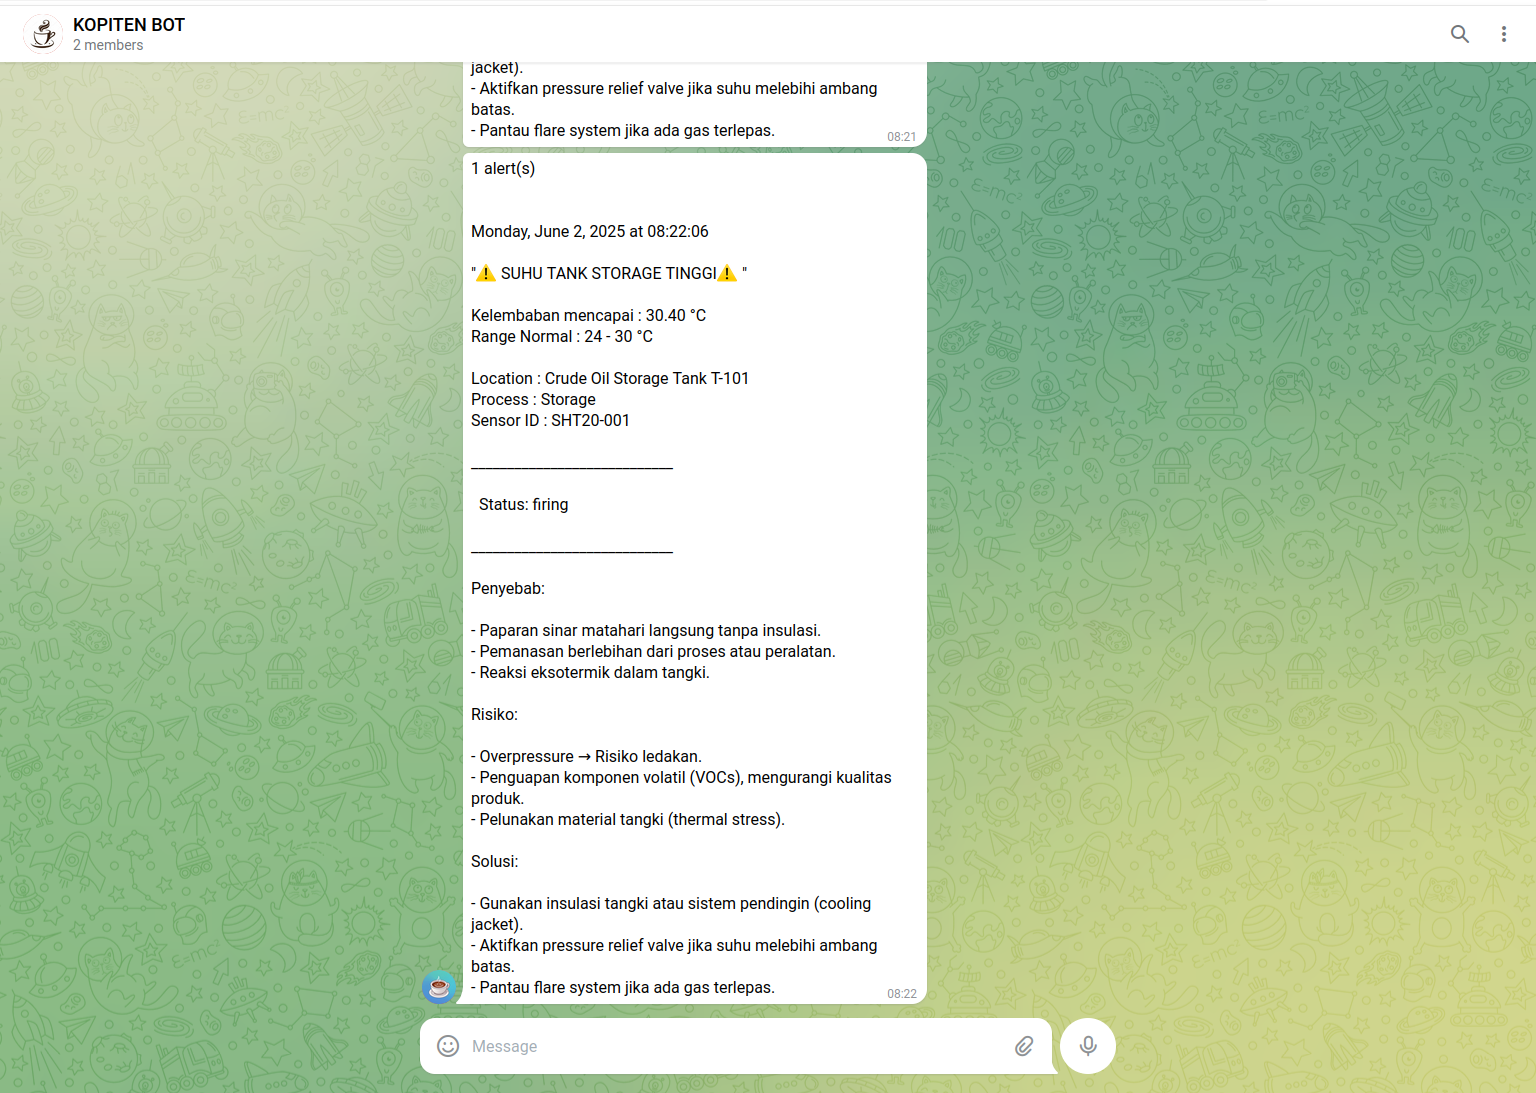 KOPITEN BOT
2 members
jacket).
- Aktifkan pressure relief valve jika suhu melebihi ambang
batas.
- Pantau flare system jika ada gas terlepas.
08:21
1 alert(s)
Monday, June 2, 2025 at 08:22:06
"⚠️ SUHU TANK STORAGE TINGGI⚠️ "
Kelembaban mencapai : 30.40 °C
Range Normal : 24 - 30 °C
Location : Crude Oil Storage Tank T-101
Process : Storage
Sensor ID : SHT20-001
_________________________
Status: firing
_________________________
Penyebab:
- Paparan sinar matahari langsung tanpa insulasi.
- Pemanasan berlebihan dari proses atau peralatan.
- Reaksi eksotermik dalam tangki.
Risiko:
- Overpressure → Risiko ledakan.
- Penguapan komponen volatil (VOCs), mengurangi kualitas
produk.
- Pelunakan material tangki (thermal stress).
Solusi:
- Gunakan insulasi tangki atau sistem pendingin (cooling
jacket).
- Aktifkan pressure relief valve jika suhu melebihi ambang
batas.
- Pantau flare system jika ada gas terlepas.
08:22
Message